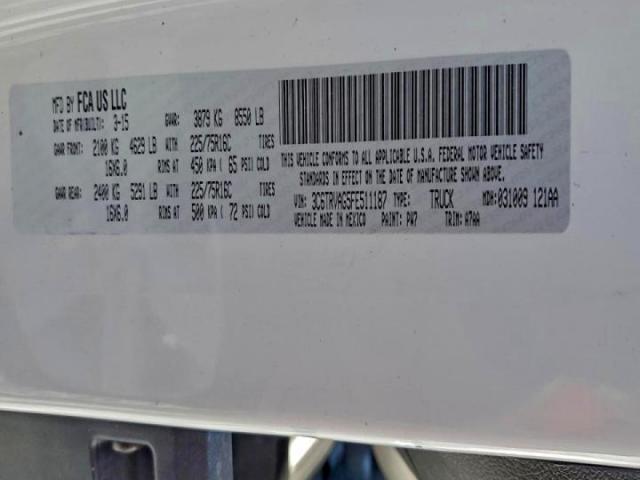 MFD BY FCA US LLC
DATE OF MFR/BUILT: 3-15 GVWR: 3879 KG 8550 LB
GAWR FRONT: 2100 KG 4629 LB WITH 225/75R16C TIRES
16X6.0 RIMS AT 450 KPA ( 65 PSI) COLD
GAWR REAR: 2400 KG 5291 LB WITH 225/75R16C TIRES
16X6.0 RIMS AT 500 KPA ( 72 PSI) COLD
THIS VEHICLE CONFORMS TO ALL APPLICABLE U.S.A. FEDERAL MOTOR VEHICLE SAFETY
STANDARDS IN EFFECT ON THE DATE OF MANUFACTURE SHOWN ABOVE.
VIN: 3C6TRVAG5FE511187 TYPE: TRUCK MDH: 031009 121AA
VEHICLE MADE IN MEXICO PAINT: PW7 TRIM: A7AA